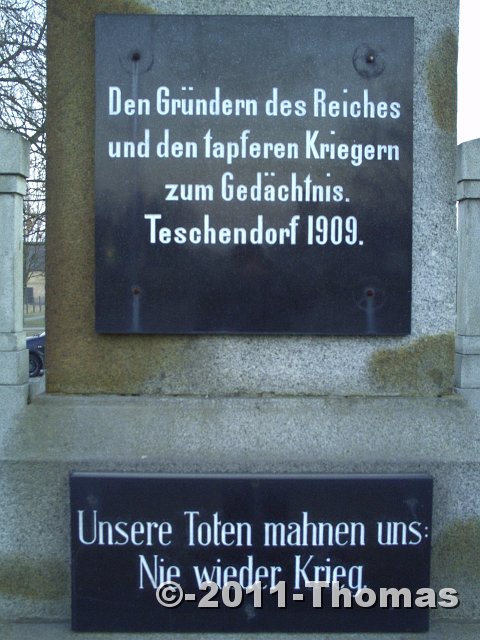 Den Gründern des Reiches
und den tapferen Kriegern
zum Gedächtnis.
Teschendorf 1909.
Unsere Toten mahnen uns:
Nie wieder Krieg.
©-2011-Thomas